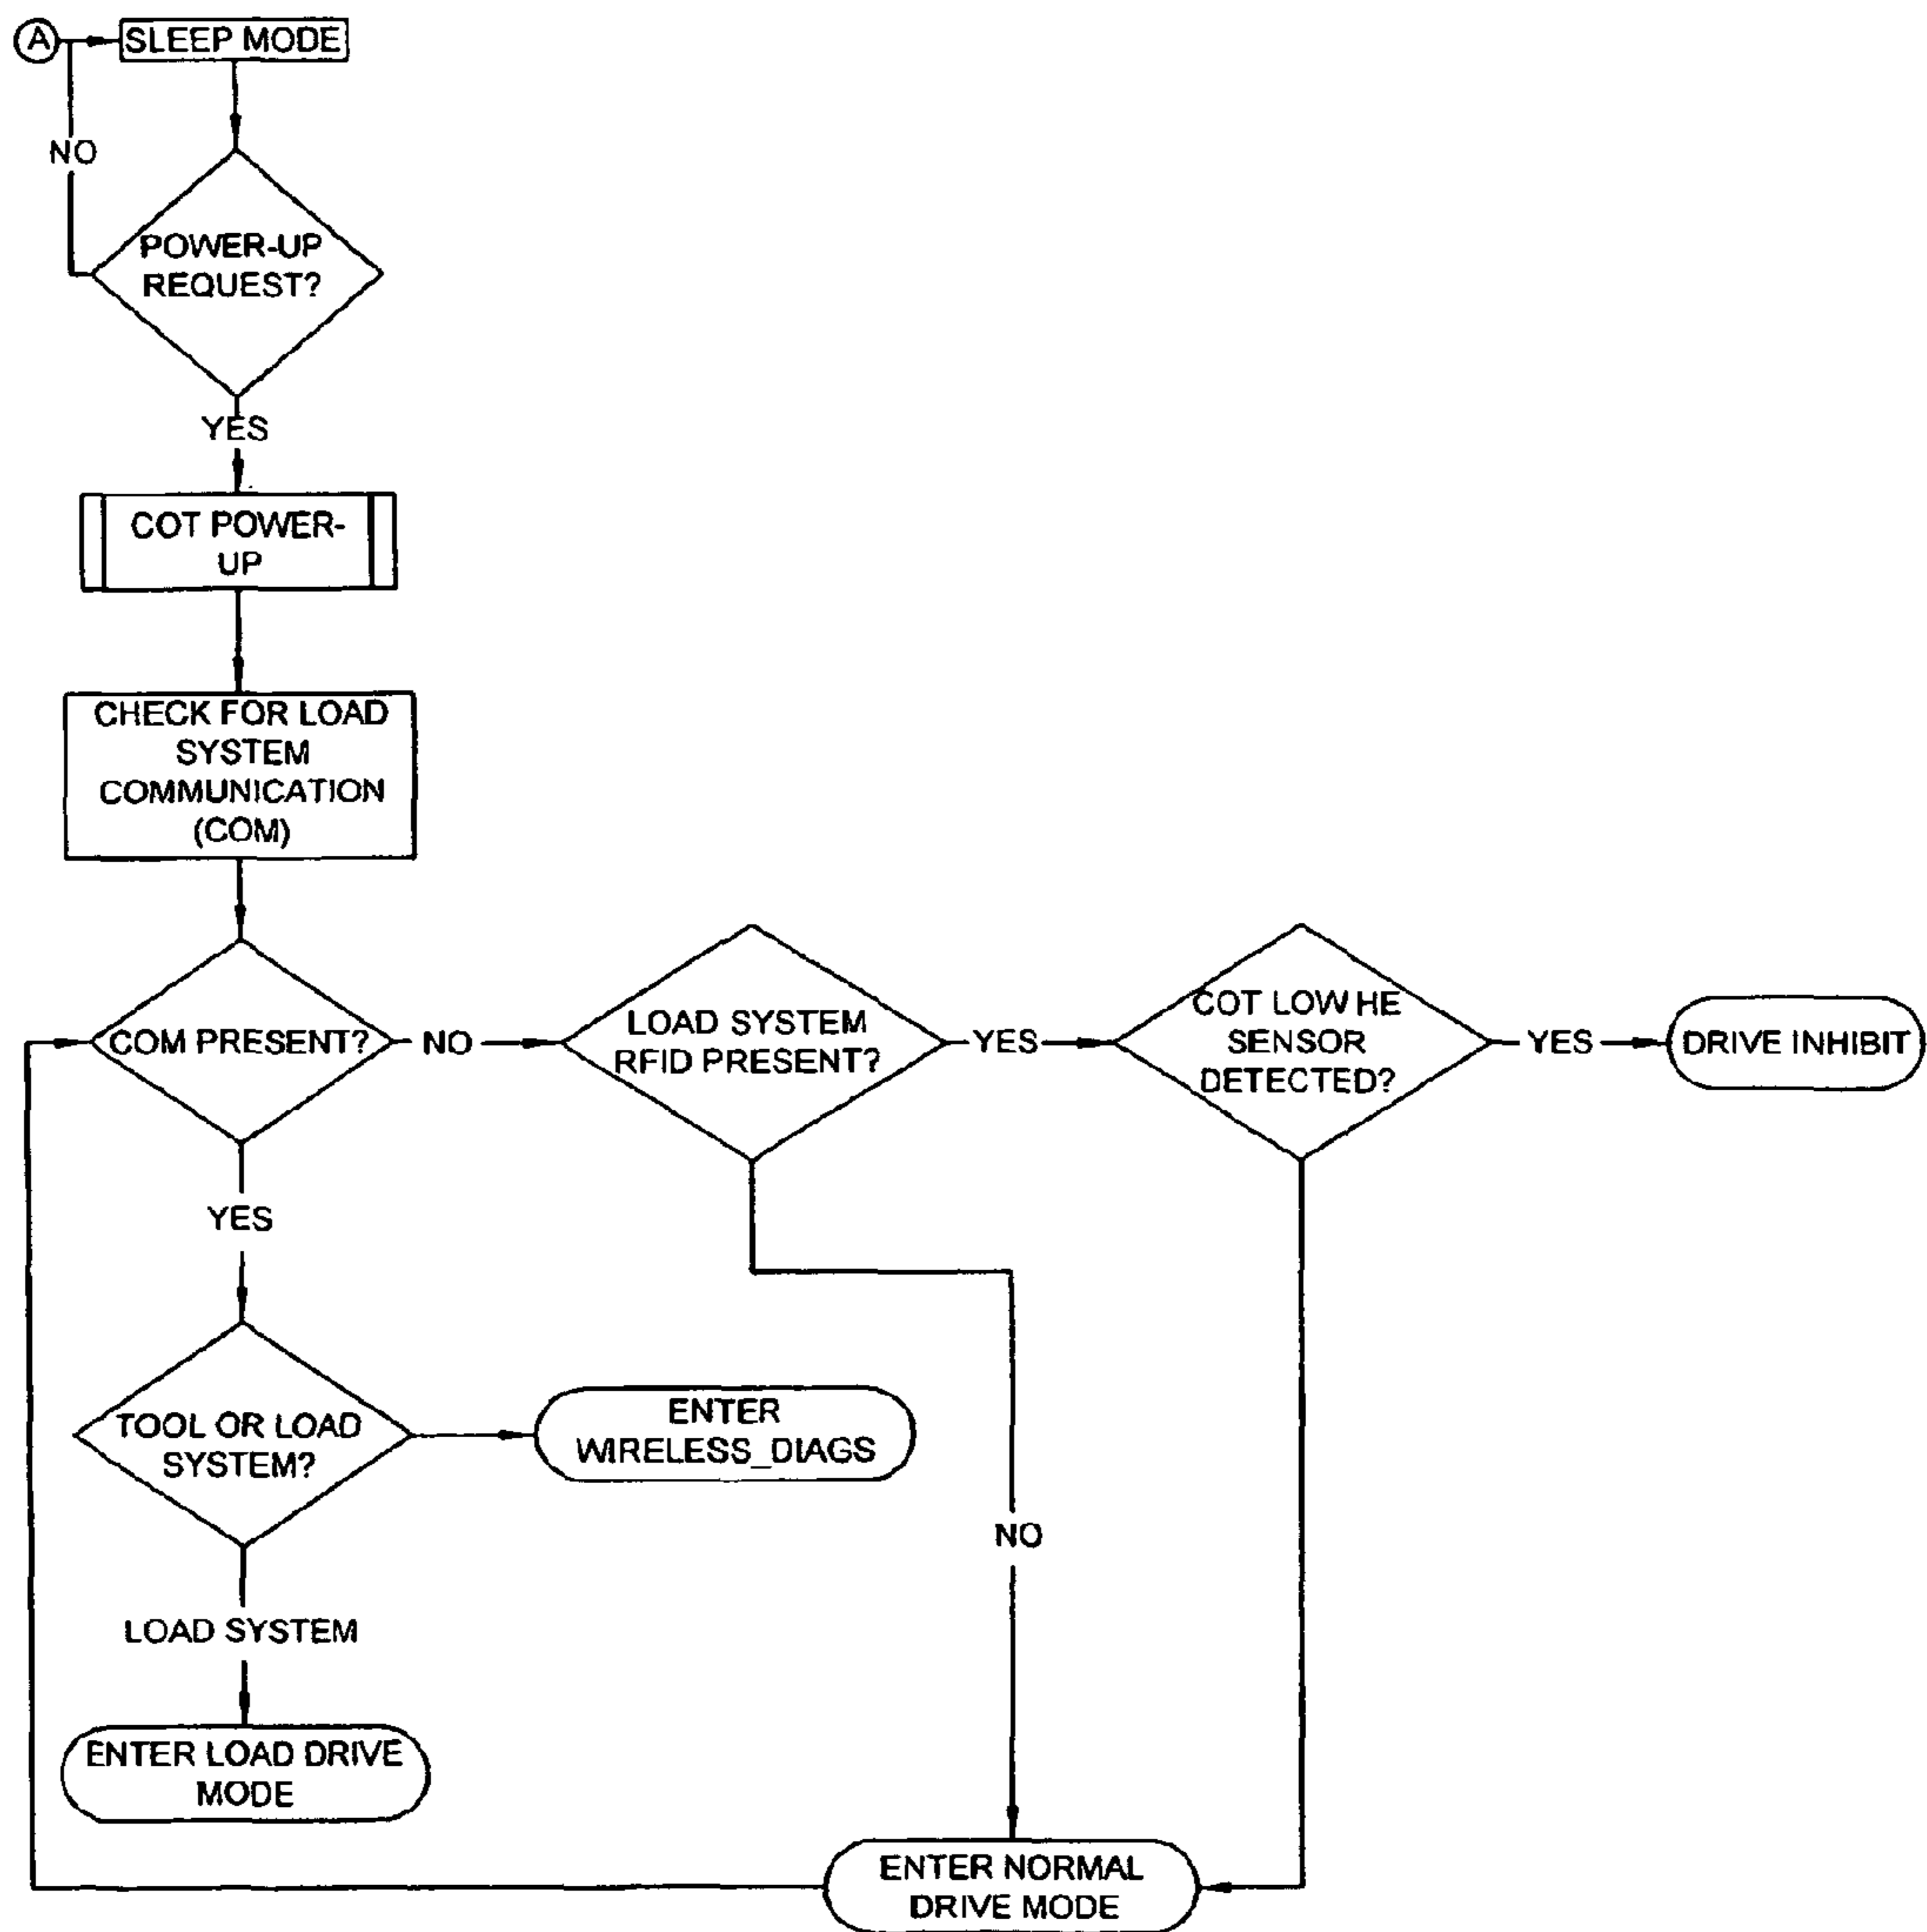 A
SLEEP MODE
NO
POWER-UP
REQUEST?
YES
COT POWER-
UP
CHECK FOR LOAD
SYSTEM
COMMUNICATION
(COM)
COM PRESENT?
NO
LOAD SYSTEM
RFID PRESENT?
YES
COT LOW HE
SENSOR
DETECTED?
YES
DRIVE INHIBIT
YES
TOOL OR LOAD
SYSTEM?
ENTER
WIRELESS_DIAGS
NO
LOAD SYSTEM
ENTER LOAD DRIVE
MODE
ENTER NORMAL
DRIVE MODE